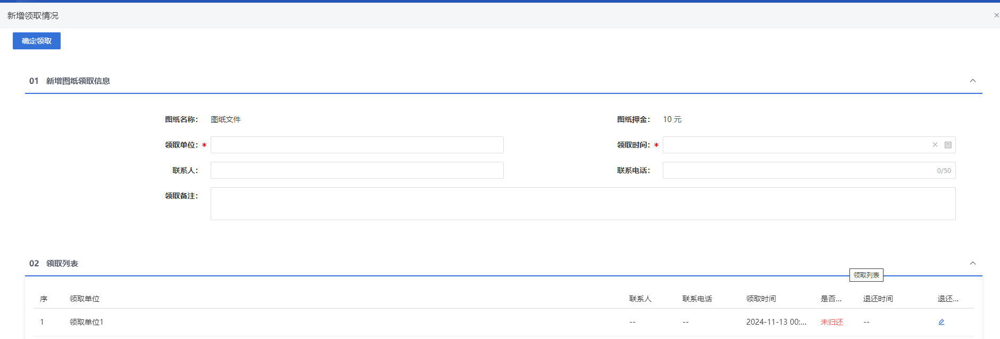 新增领取情况
确定领取
01 新增图纸领取信息
图纸名称： 图纸文件 图纸押金： 10 元
领取单位：* 领取时间：*
联系人： 联系电话： 0/50
领取备注：
02 领取列表
领取列表
序 领取单位 联系人 联系电话 领取时间 是否... 退还时间 退还...
1 领取单位1 -- -- 2024-11-13 00:... 未归还 --